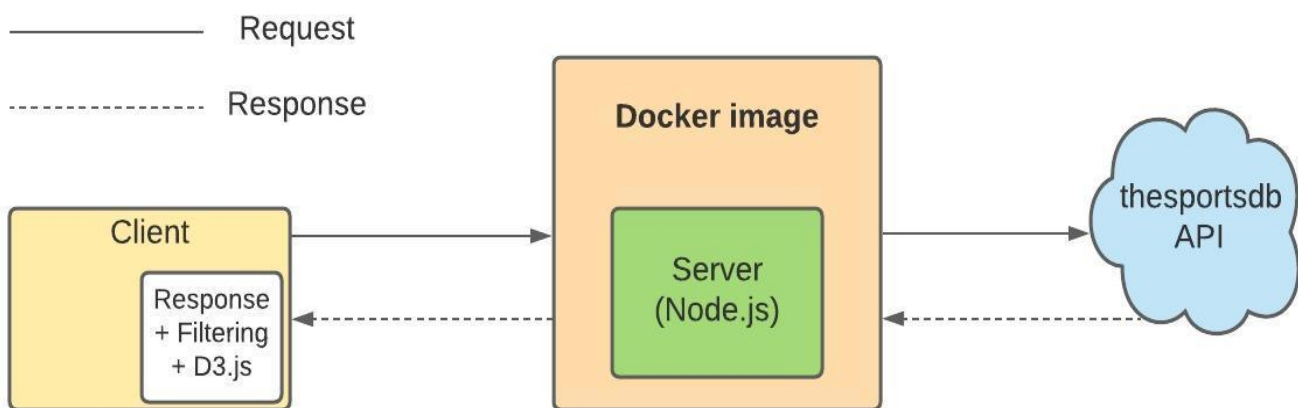 Request
Response
Docker image
Client
Response
+ Filtering
+ D3.js
Server
(Node.js)
thesportsdb
API